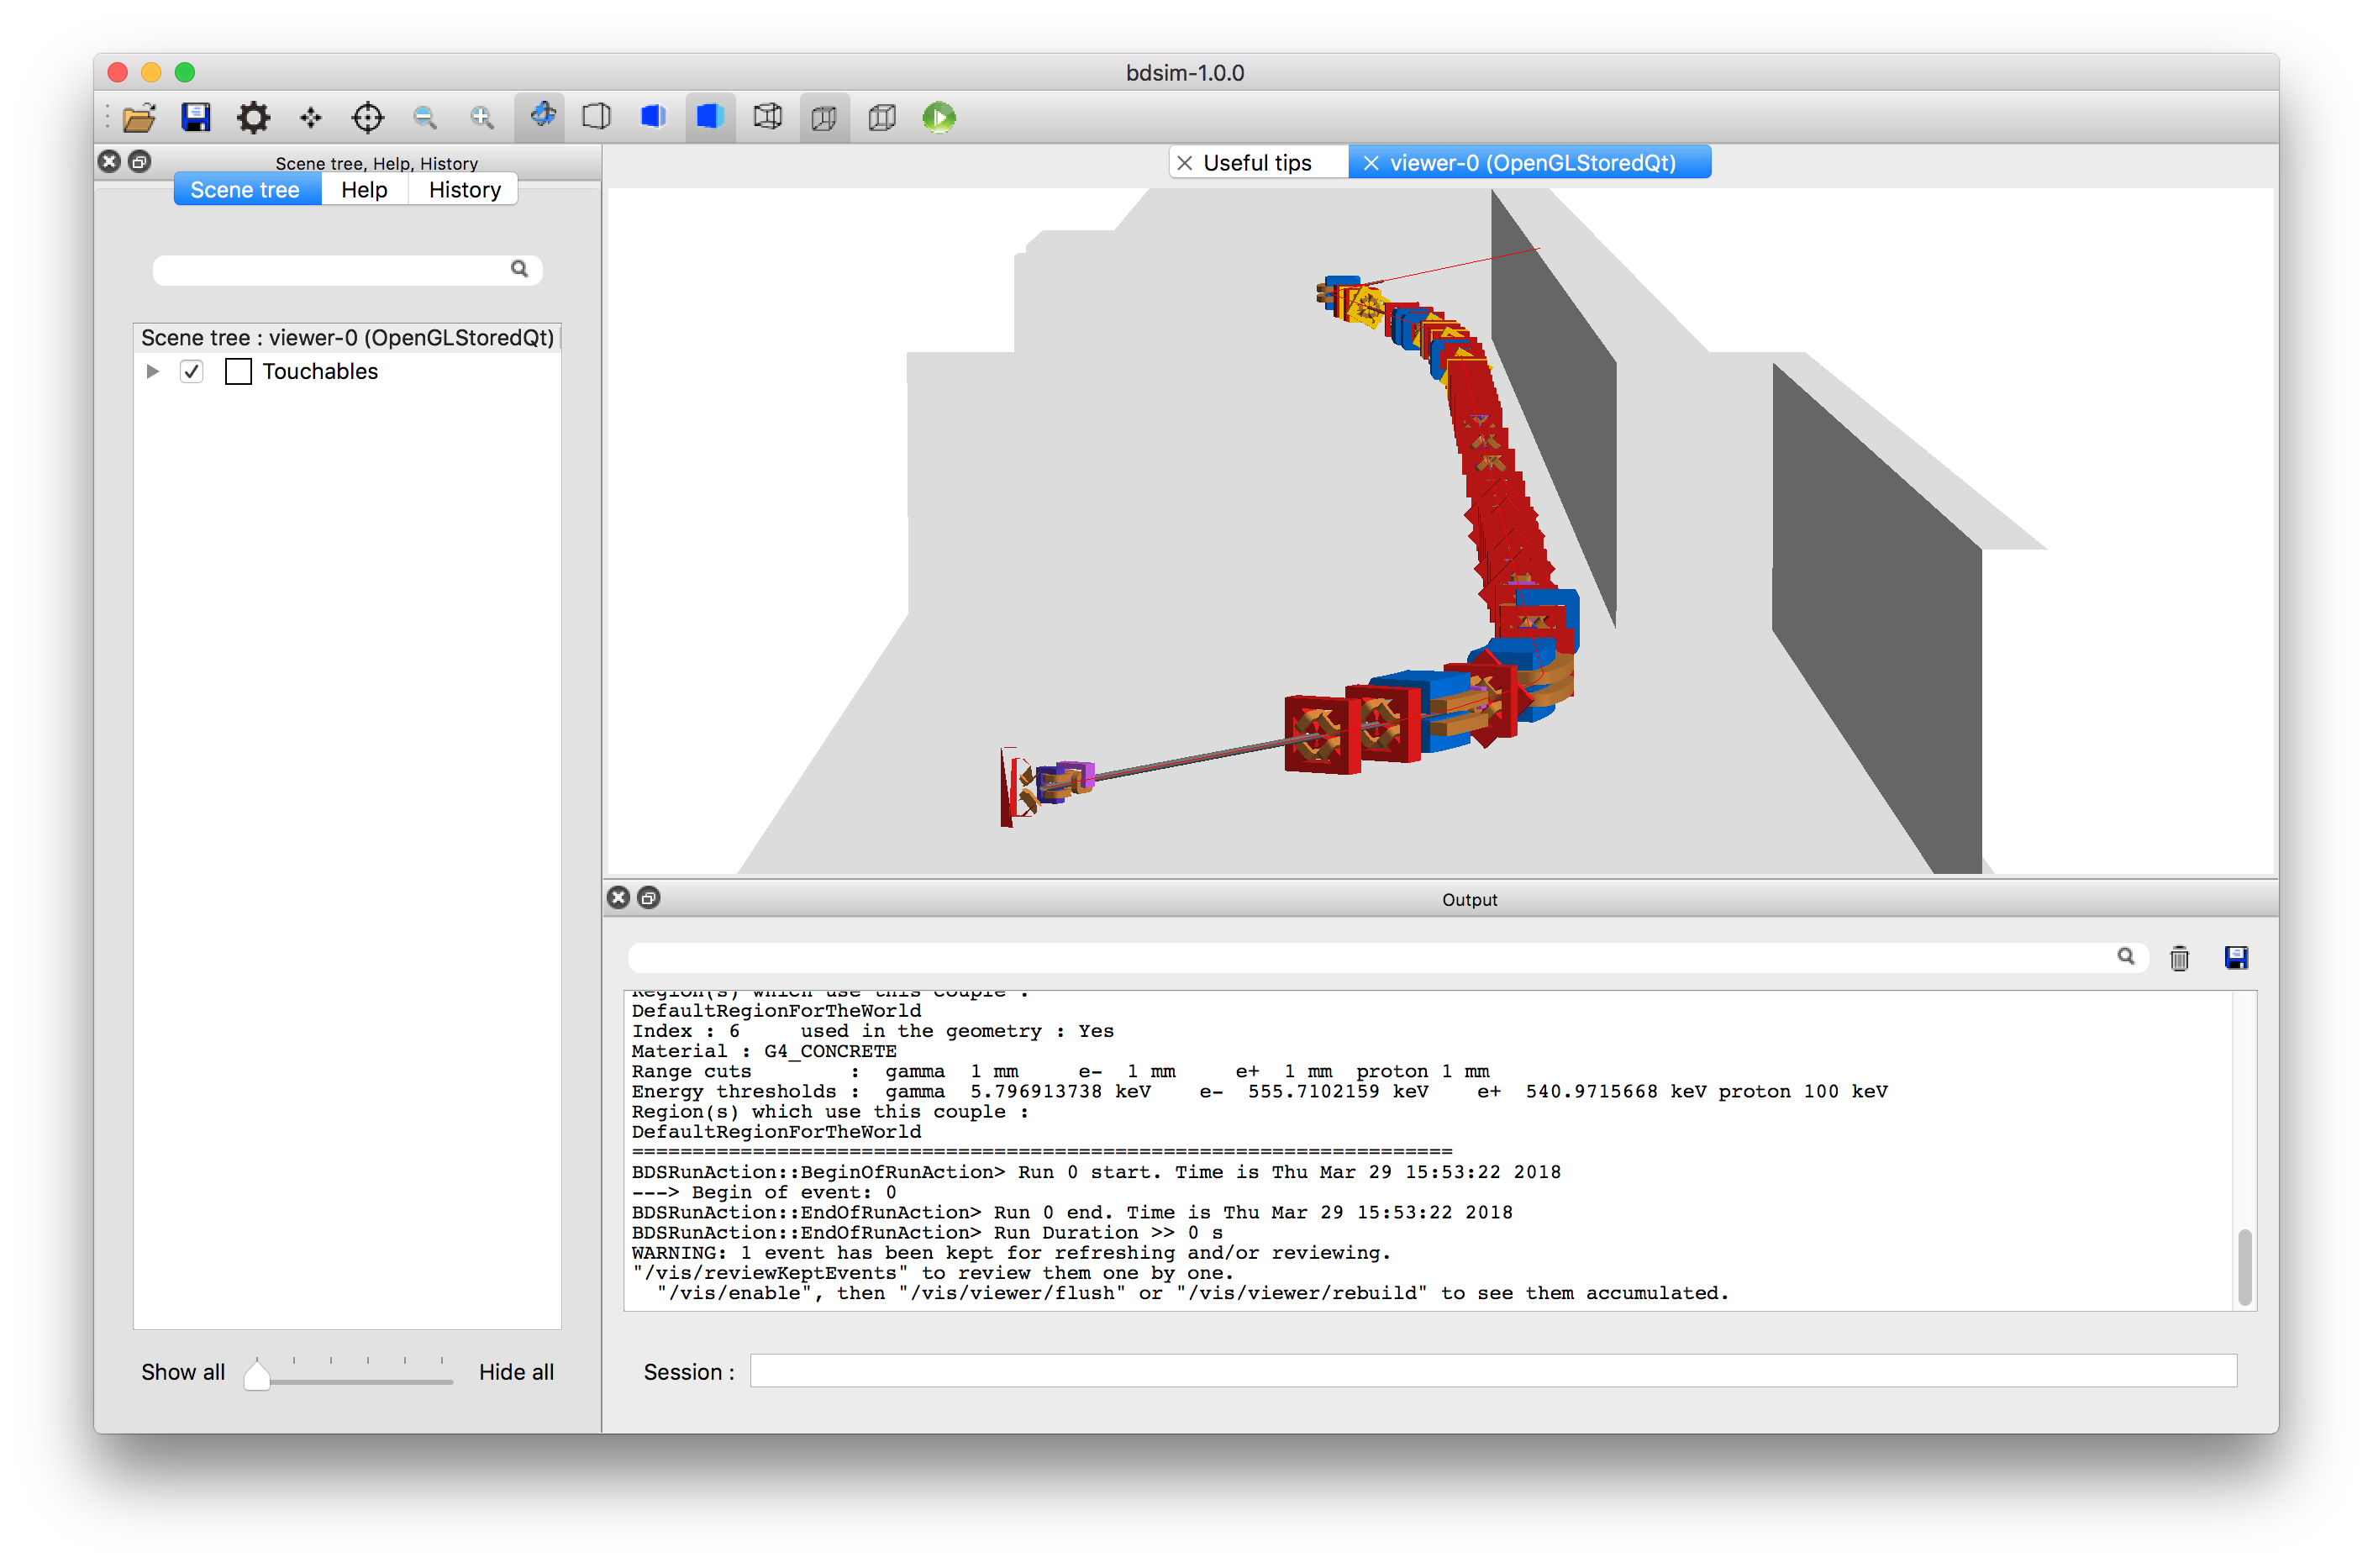 bdsim-1.0.0
Scene tree, Help, History
Scene tree Help History
Scene tree : viewer-0 (OpenGLStoredQt)
Touchables
Show all Hide all
Useful tips viewer-0 (OpenGLStoredQt)
Output
Region(s) which use this couple :
DefaultRegionForTheWorld
Index : 6 used in the geometry : Yes
Material : G4_CONCRETE
Range cuts : gamma 1 mm e- 1 mm e+ 1 mm proton 1 mm
Energy thresholds : gamma 5.796913738 keV e- 555.7102159 keV e+ 540.9715668 keV proton 100 keV
Region(s) which use this couple :
DefaultRegionForTheWorld
====================================================================
BDSRunAction::BeginOfRunAction> Run 0 start. Time is Thu Mar 29 15:53:22 2018
---> Begin of event: 0
BDSRunAction::EndOfRunAction> Run 0 end. Time is Thu Mar 29 15:53:22 2018
BDSRunAction::EndOfRunAction> Run Duration >> 0 s
WARNING: 1 event has been kept for refreshing and/or reviewing.
"/vis/reviewKeptEvents" to review them one by one.
"/vis/enable", then "/vis/viewer/flush" or "/vis/viewer/rebuild" to see them accumulated.
Session :